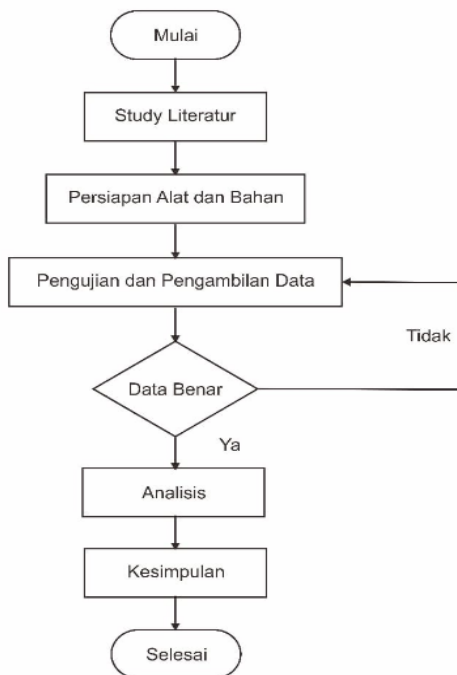 Mulai
Study Literatur
Persiapan Alat dan Bahan
Pengujian dan Pengambilan Data
Tidak
Data Benar
Ya
Analisis
Kesimpulan
Selesai